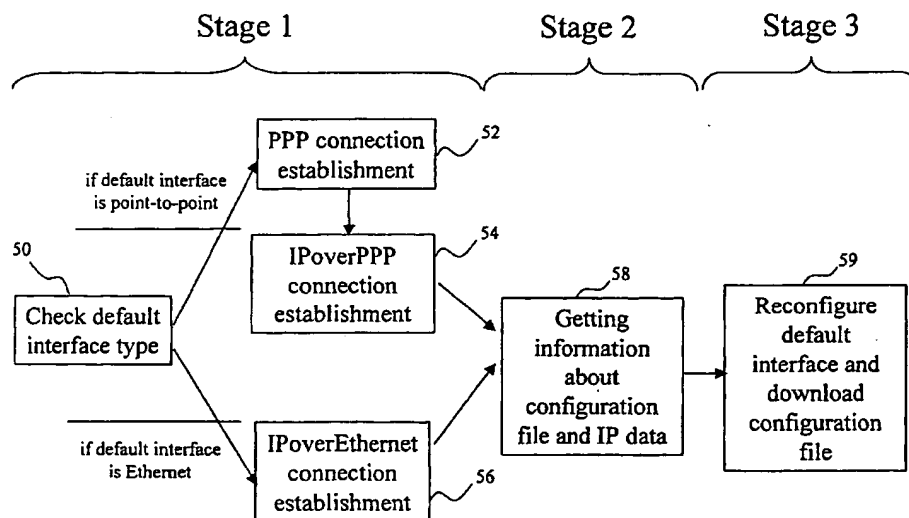 Stage 1
Stage 2
Stage 3
52
PPP connection
establishment
if default interface
is point-to-point
54
IPoverPPP
connection
establishment
50
Check default
interface type
58
Getting
information
about
configuration
file and IP data
59
Reconfigure
default
interface and
download
configuration
file
if default interface
is Ethernet
IPoverEthernet
connection
establishment
56